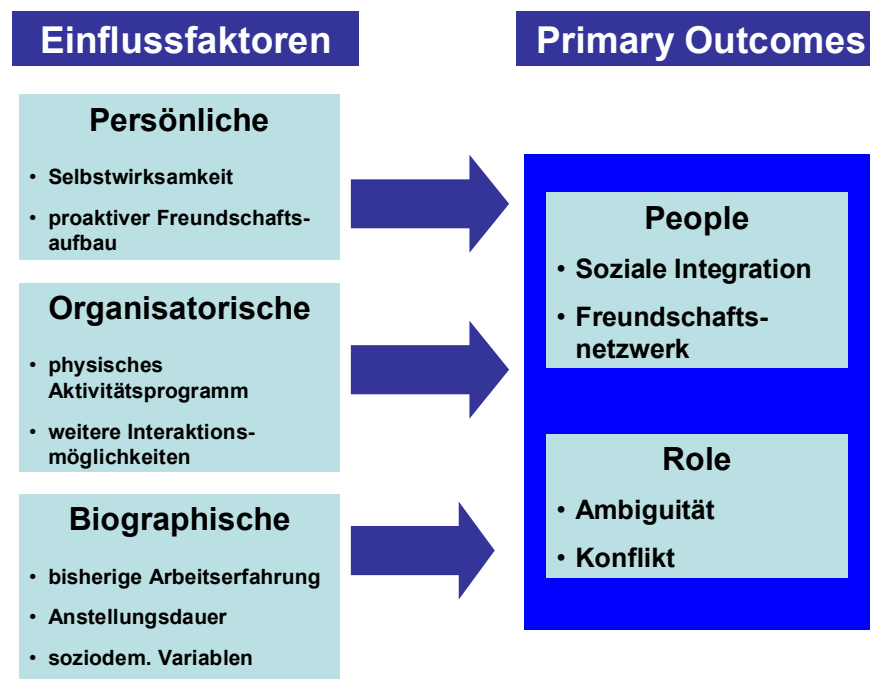 Einflussfaktoren
Primary Outcomes
Persönliche
• Selbstwirksamkeit
• proaktiver Freundschafts-
aufbau
Organisatorische
• physisches
Aktivitätsprogramm
• weitere Interaktions-
möglichkeiten
Biographische
• bisherige Arbeitserfahrung
• Anstellungsdauer
• soziodem. Variablen
People
• Soziale Integration
• Freundschafts-
netzwerk
Role
• Ambiguität
• Konflikt